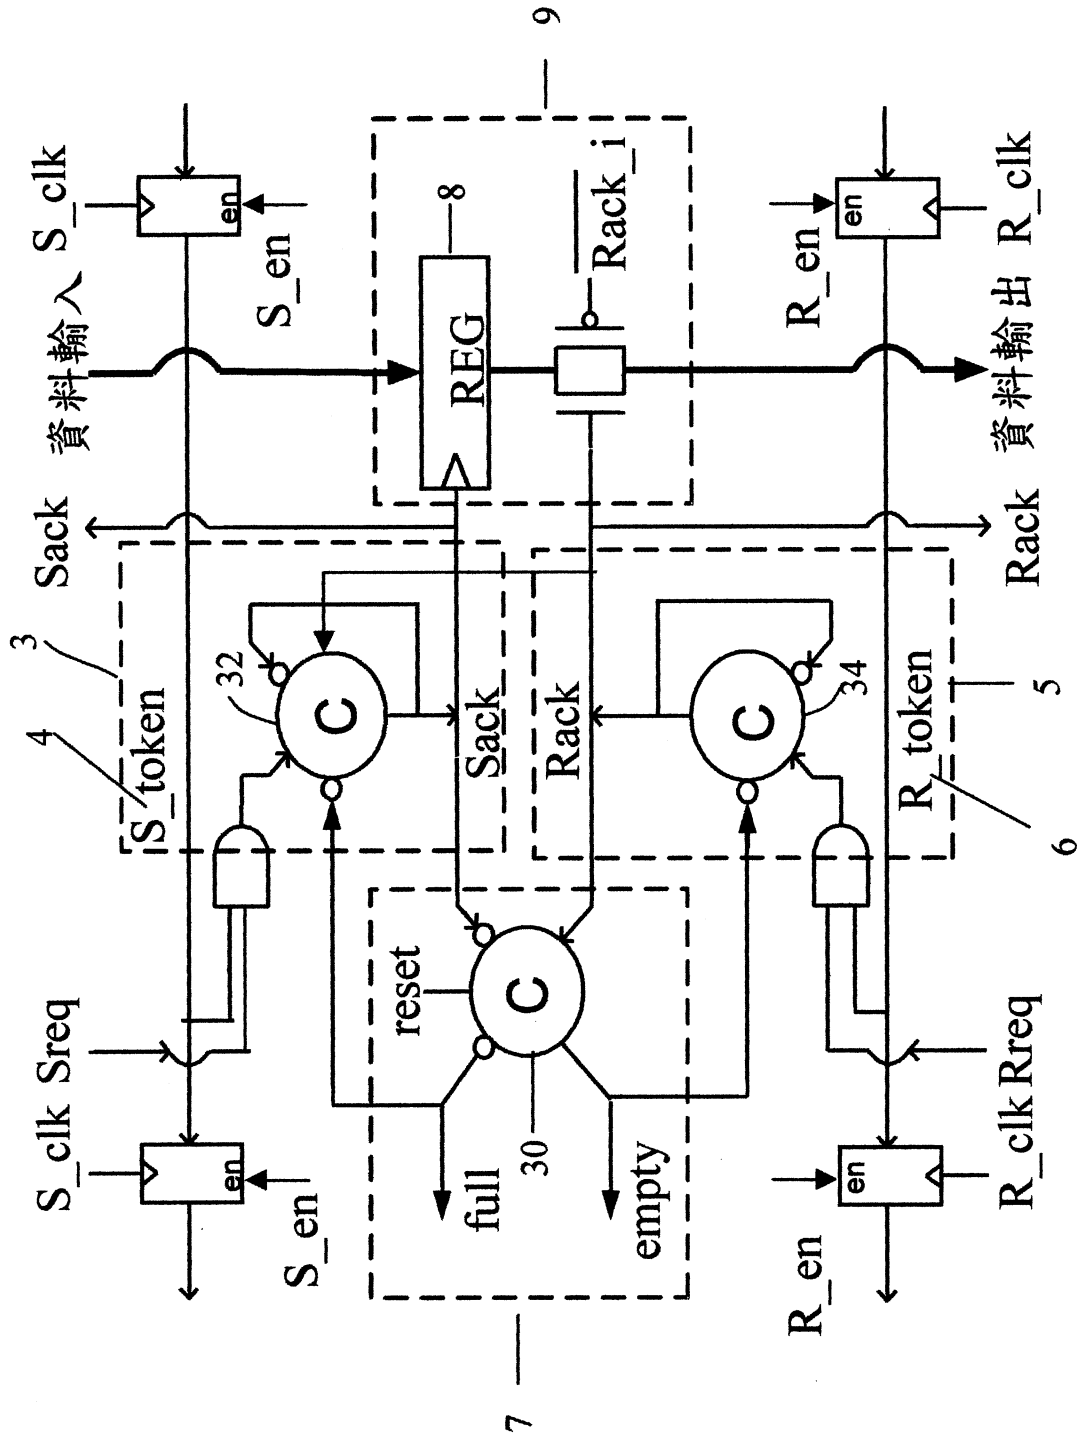 3
4
S_clk Sreq
Sack
資料輸入
S_clk
S_token
en
32
en
S_en
S_en
C
reset
8
REG
full
Sack
7
C
30
9
Rack
Rack_i
empty
C
R_en
R_en
en
34
en
R_token
R_clk Rreq
Rack
資料輸出
R_clk
5
6